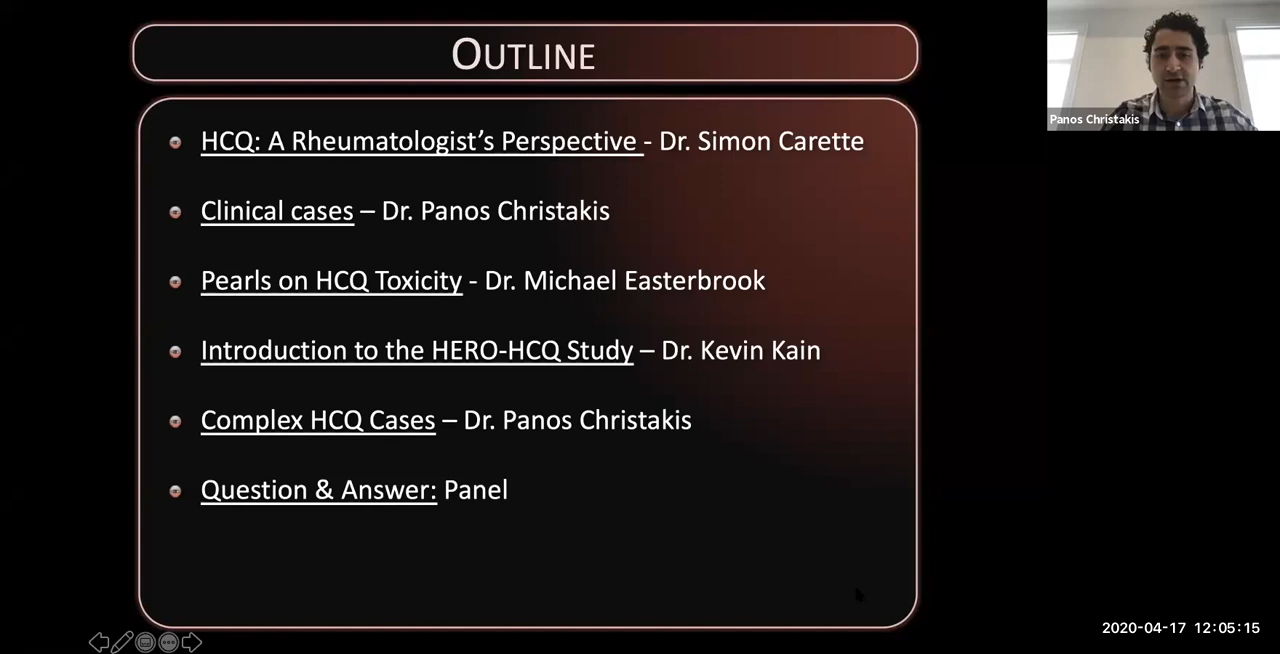 OUTLINE
HCQ: A Rheumatologist's Perspective - Dr. Simon Carette
Clinical cases – Dr. Panos Christakis
Pearls on HCQ Toxicity - Dr. Michael Easterbrook
Introduction to the HERO-HCQ Study – Dr. Kevin Kain
Complex HCQ Cases – Dr. Panos Christakis
Question & Answer: Panel
Panos Christakis
2020-04-17 12:05:15